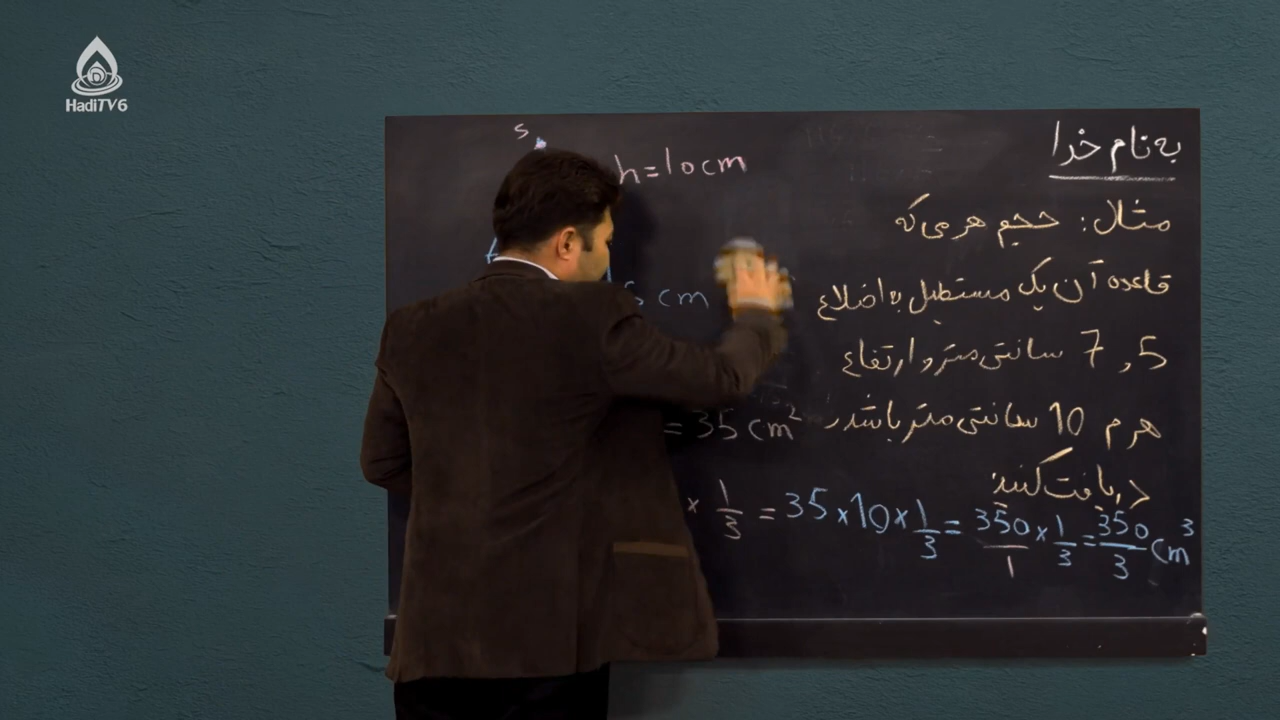 HadiTV6
به نام خدا
مثال: حجم هر می که
قاعده آن یک مستطیل به اضلاع
5 , 7 سانتی متر و ارتفاع
هرم 10 سانتی متر باشد ر
دریافت کنید
s
h=10cm
cm
= 35 cm²
× 1/3 = 35×10×1/3 = 350/1 × 1/3 = 350/3 cm³